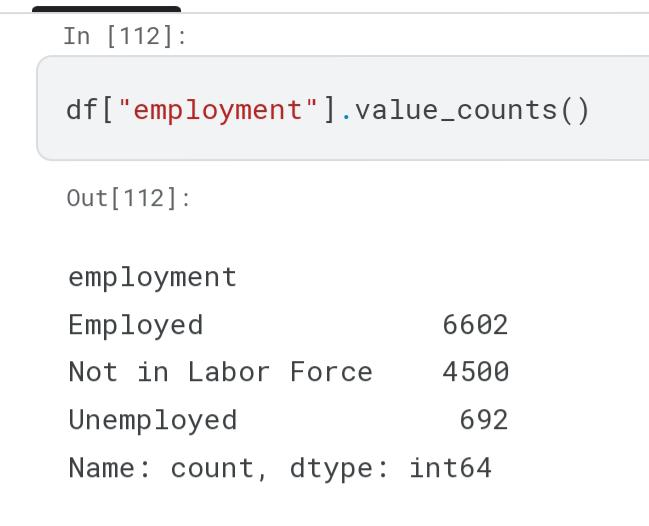 In [112]:
df["employment"].value_counts()
Out[112]:
employment
Employed 6602
Not in Labor Force 4500
Unemployed 692
Name: count, dtype: int64